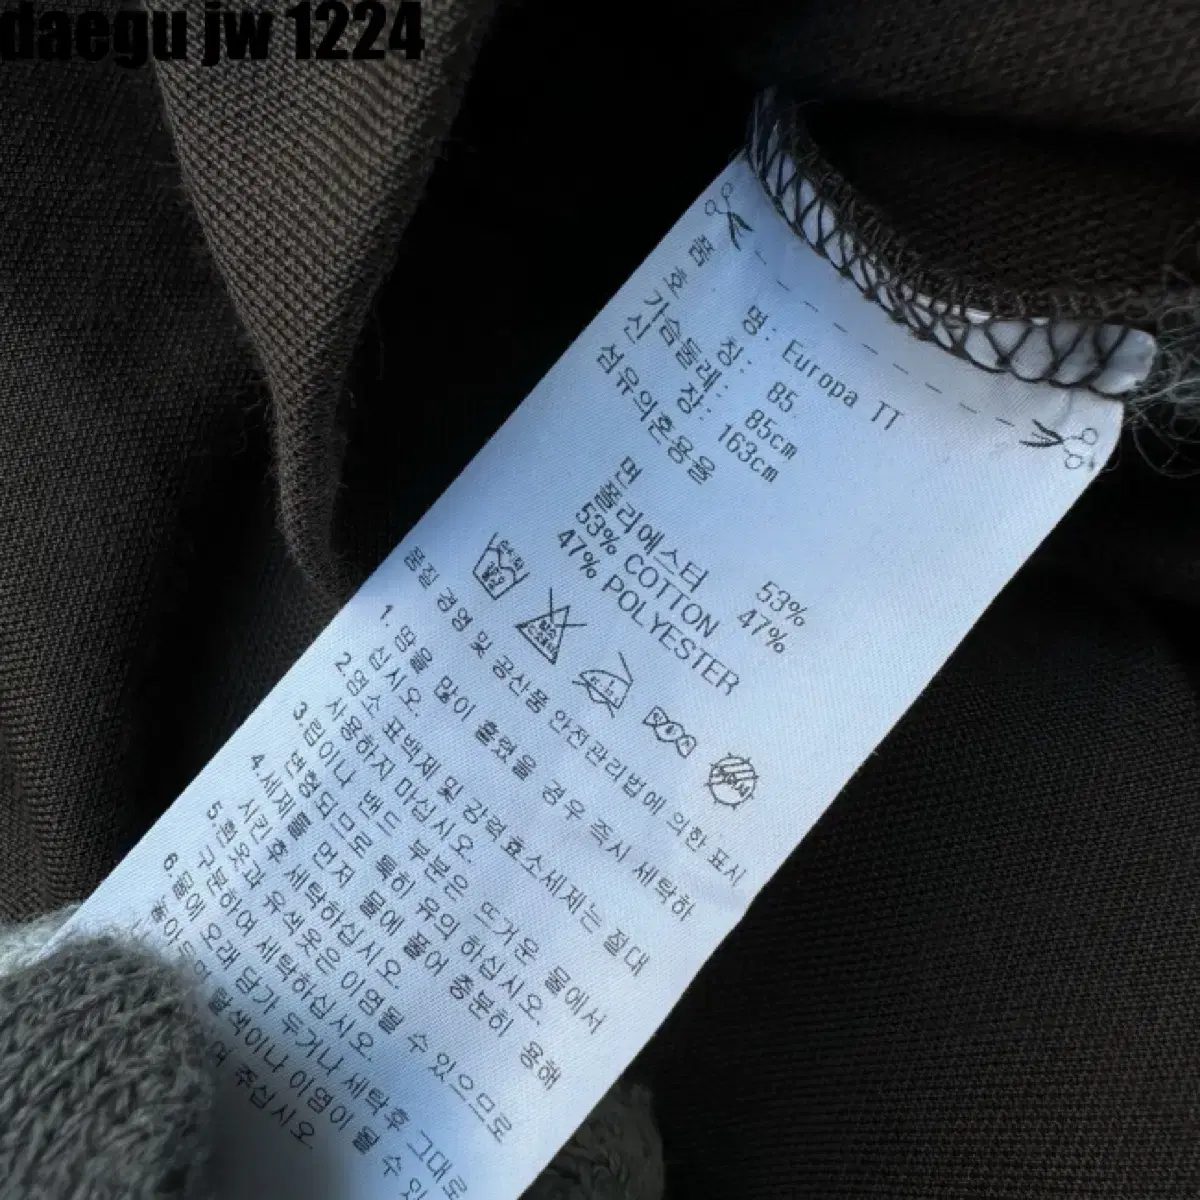 daegu jw 1224
품 명: Europa TT
호 칭: 85
가슴둘레: 85cm
신 장: 163cm
섬유의혼용율
면 53%
폴리에스터 47%
53% COTTON
47% POLYESTER
품질 경영 및 공산품 안전관리법에 의한 표시
1. 땀을 많이 흘렸을 경우 즉시 세탁하
십시오.
2.염소 표백제 및 강력효소세제는 절대
사용하지 마십시오.
3.립이나 밴드 부분은 뜨거운 물에서
변형되므로 특히 유의 하십시오.
4.세제를 먼저 물에 풀어 충분히 용해
시킨후 세탁하십시오.
5.흰옷과 유색옷은 이염될 수 있으므로
구분하여 세탁하십시오.
6.물에 오래 담가 두거나 세탁후 그대로
놓아두면 탈색이나 이염이 될 수
주십시오.